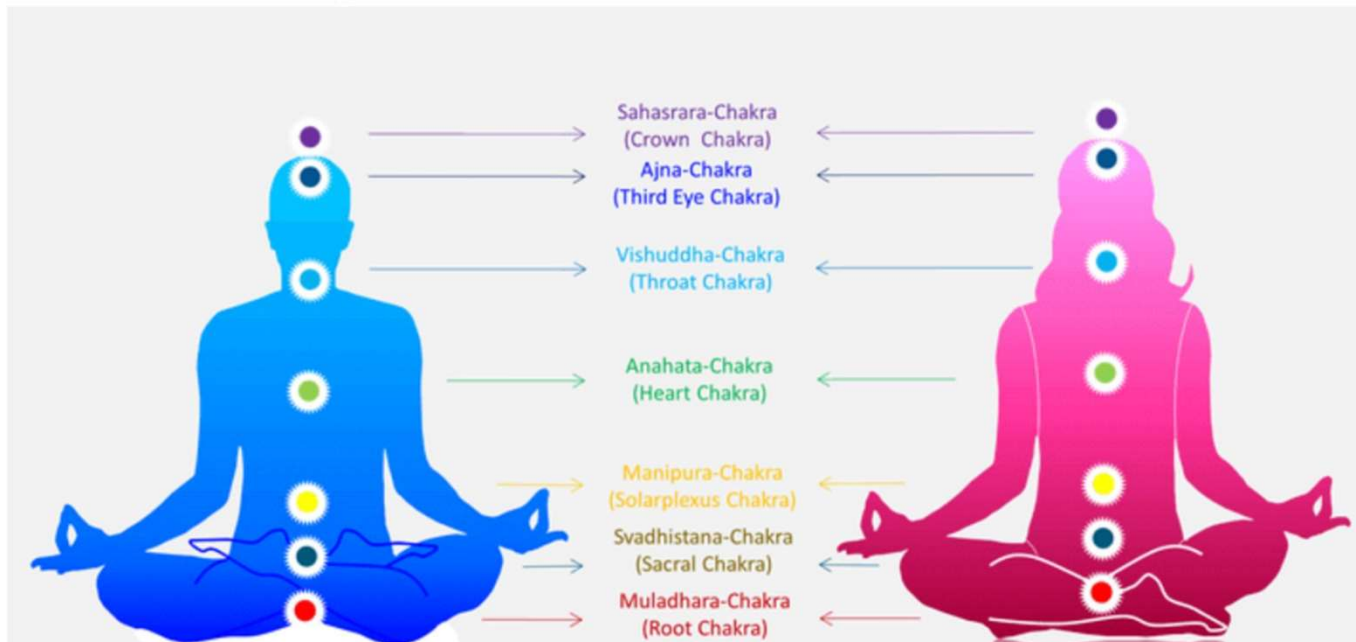 Sahasrara-Chakra
(Crown Chakra)
Ajna-Chakra
(Third Eye Chakra)
Vishuddha-Chakra
(Throat Chakra)
Anahata-Chakra
(Heart Chakra)
Manipura-Chakra
(Solarplexus Chakra)
Svadhistana-Chakra
(Sacral Chakra)
Muladhara-Chakra
(Root Chakra)